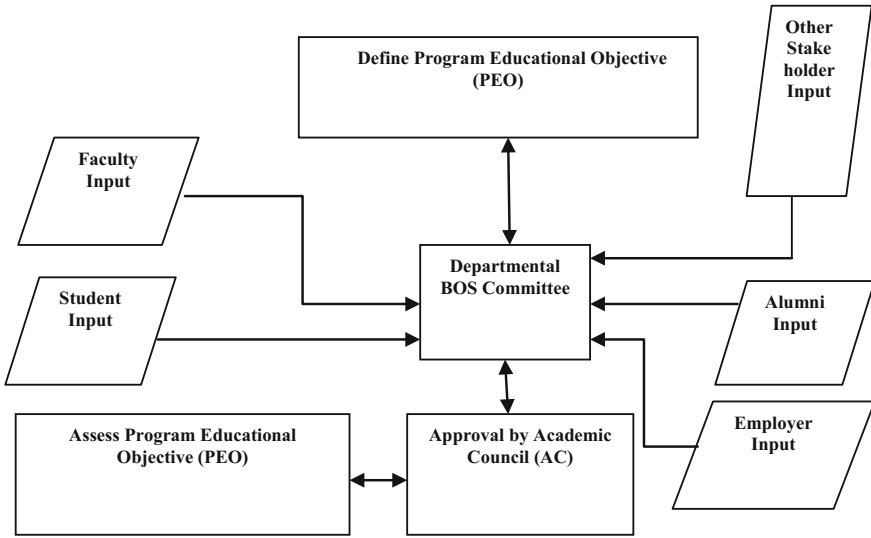 Define Program Educational Objective
(PEO)
Other
Stake
holder
Input
Faculty
Input
Departmental
BOS Committee
Student
Input
Alumni
Input
Assess Program Educational
Objective (PEO)
Approval by Academic
Council (AC)
Employer
Input